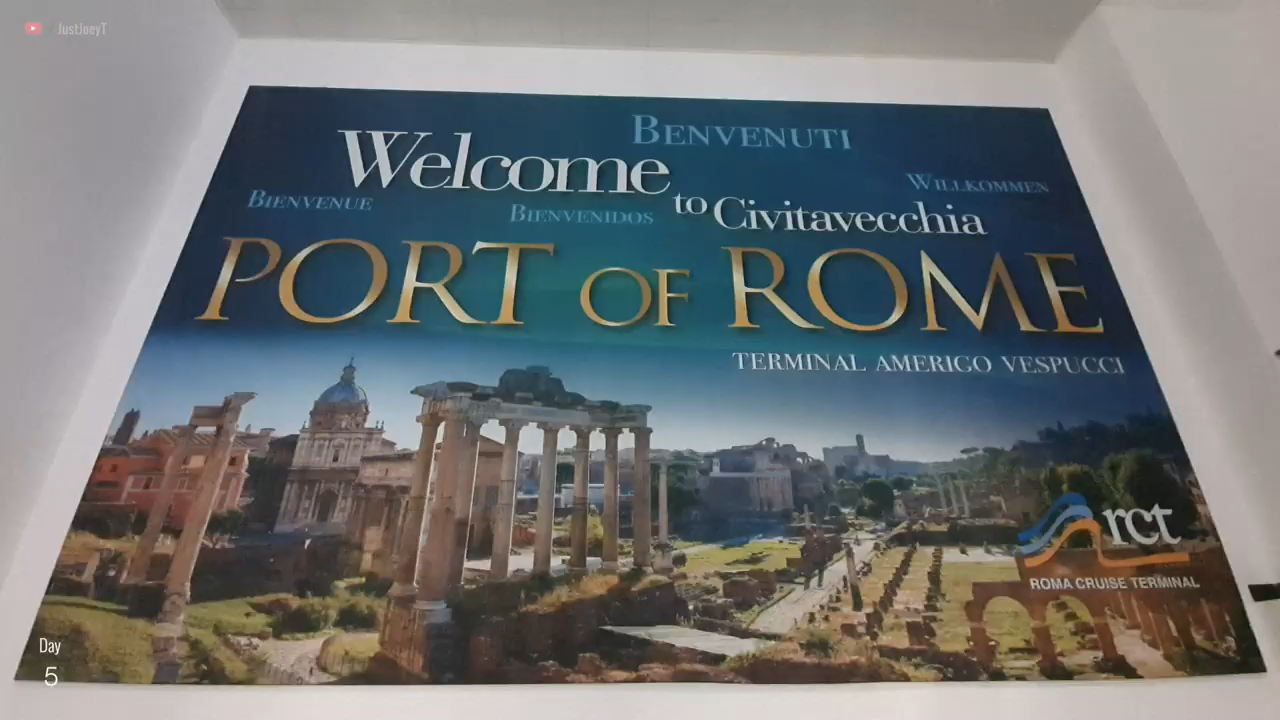 JustJoeyT
BENVENUTI
Welcome
WILLKOMMEN
BIENVENUE
BIENVENIDOS
to Civitavecchia
PORT OF ROME
TERMINAL AMERIGO VESPUCCI
rct
ROMA CRUISE TERMINAL
Day
5